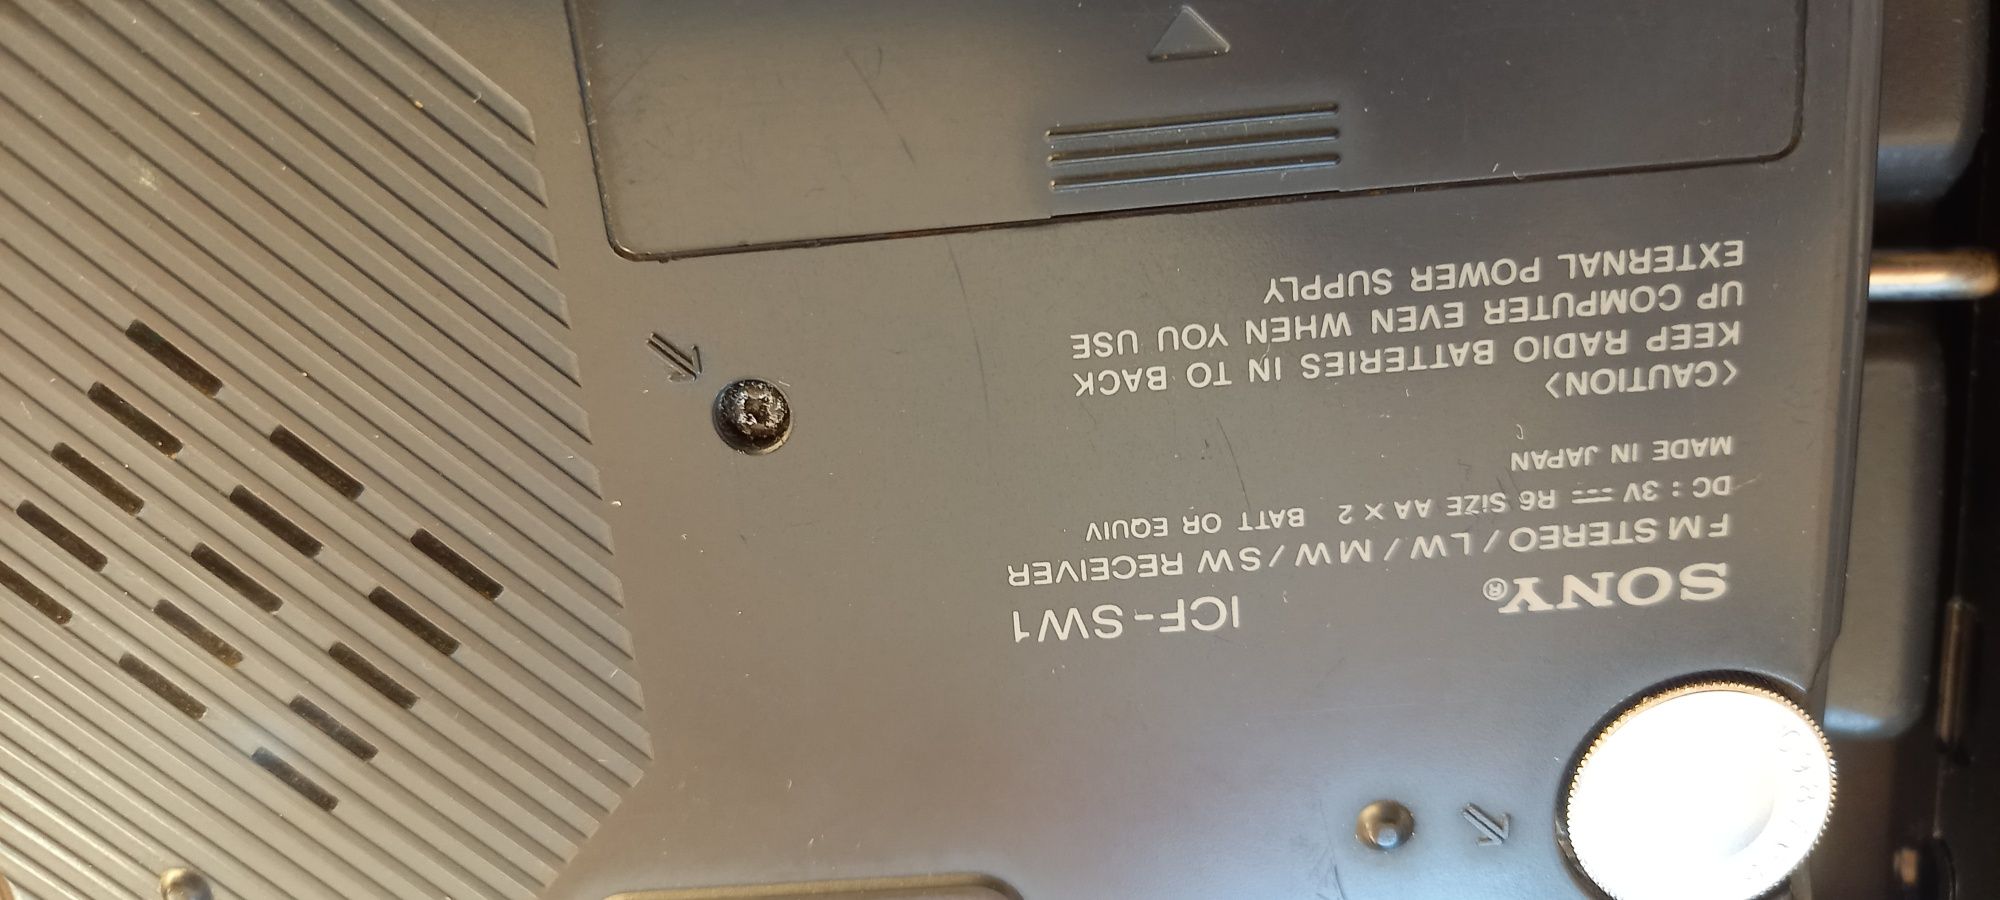 SONY® ICF-SW1
FM STEREO/LW/MW/SW RECEIVER
DC : 3V ⎓ R6 SIZE AA × 2 BATT OR EQUIV
MADE IN JAPAN
<CAUTION>
KEEP RADIO BATTERIES IN TO BACK
UP COMPUTER EVEN WHEN YOU USE
EXTERNAL POWER SUPPLY